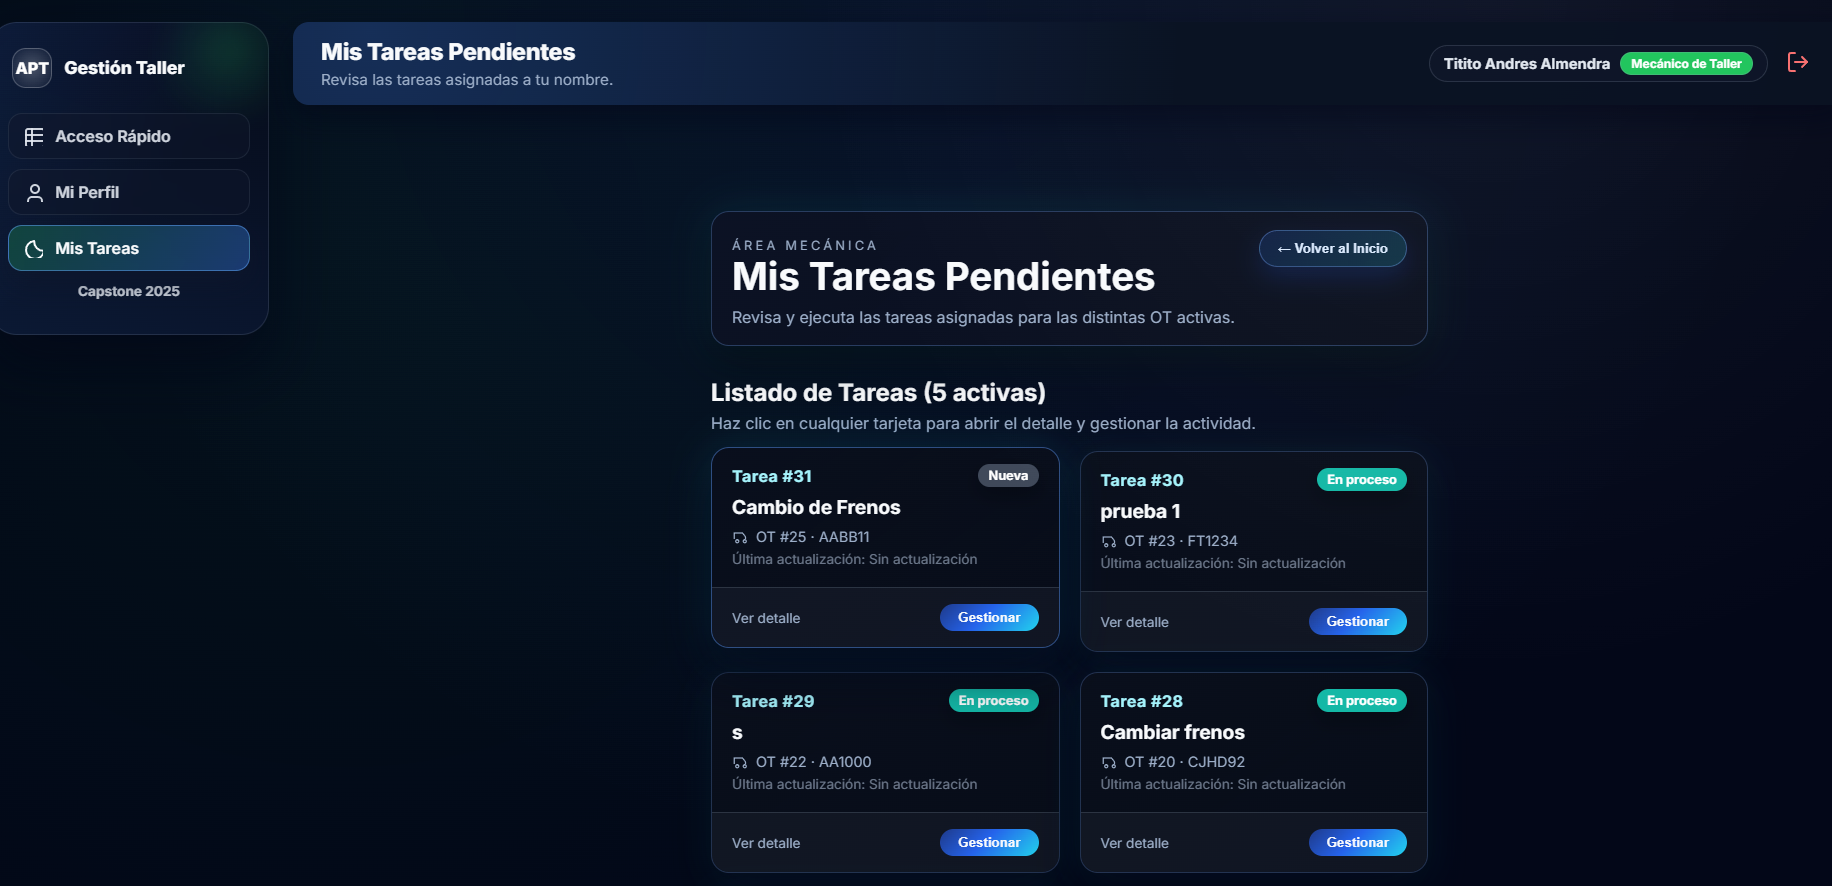 APT Gestión Taller
Acceso Rápido
Mi Perfil
Mis Tareas
Capstone 2025
Mis Tareas Pendientes
Revisa las tareas asignadas a tu nombre.
Titito Andres Almendra Mecánico de Taller
ÁREA MECÁNICA
Mis Tareas Pendientes
Revisa y ejecuta las tareas asignadas para las distintas OT activas.
← Volver al Inicio
Listado de Tareas (5 activas)
Haz clic en cualquier tarjeta para abrir el detalle y gestionar la actividad.
Tarea #31 Nueva
Cambio de Frenos
OT #25 · AABB11
Última actualización: Sin actualización
Ver detalle Gestionar
Tarea #30 En proceso
prueba 1
OT #23 · FT1234
Última actualización: Sin actualización
Ver detalle Gestionar
Tarea #29 En proceso
s
OT #22 · AA1000
Última actualización: Sin actualización
Ver detalle Gestionar
Tarea #28 En proceso
Cambiar frenos
OT #20 · CJHD92
Última actualización: Sin actualización
Ver detalle Gestionar